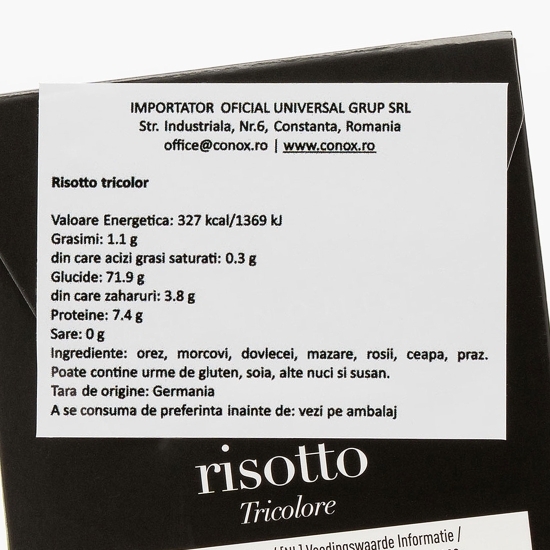 IMPORTATOR OFICIAL UNIVERSAL GRUP SRL
Str. Industriala, Nr.6, Constanta, Romania
office@conox.ro | www.conox.ro
Risotto tricolor
Valoare Energetica: 327 kcal/1369 kJ
Grasimi: 1.1 g
din care acizi grasi saturati: 0.3 g
Glucide: 71.9 g
din care zaharuri: 3.8 g
Proteine: 7.4 g
Sare: 0 g
Ingrediente: orez, morcovi, dovlecei, mazare, rosii, ceapa, praz.
Poate contine urme de gluten, soia, alte nuci si susan.
Tara de origine: Germania
A se consuma de preferinta inainte de: vezi pe ambalaj
risotto
Tricolore
/ [NL] Voedingswaarde Informatie /